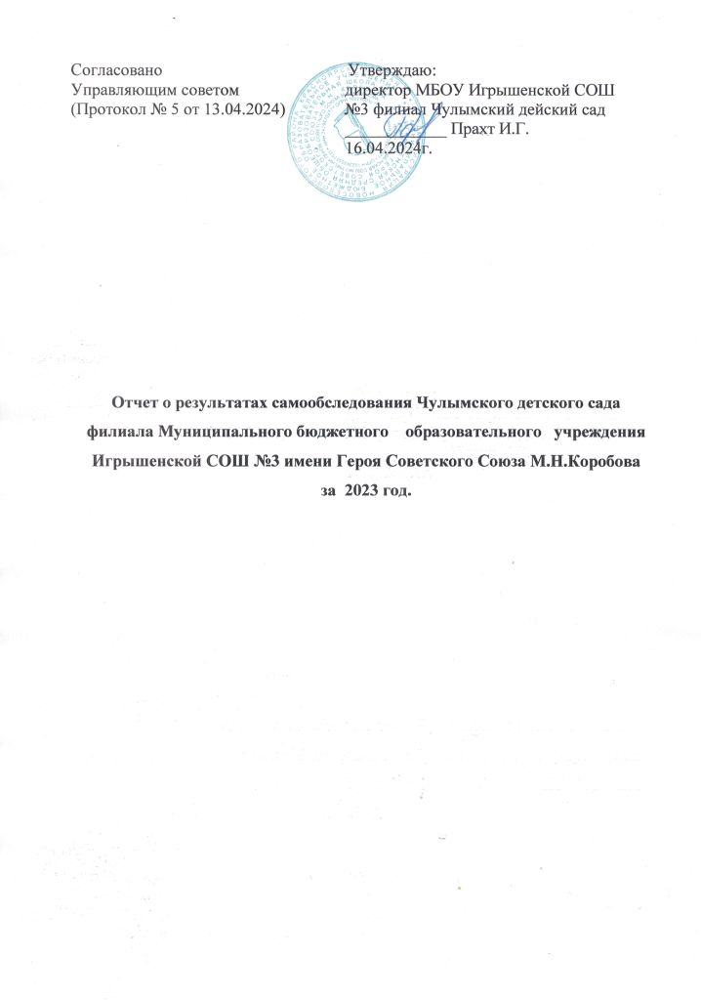 Согласовано
Управляющим советом
(Протокол № 5 от 13.04.2024)
Утверждаю:
директор МБОУ Игрышенской СОШ
№3 филиал Чулымский дейский сад
____________ Прахт И.Г.
16.04.2024г.
Отчет о результатах самообследования Чулымского детского сада
филиала Муниципального бюджетного образовательного учреждения
Игрышенской СОШ №3 имени Героя Советского Союза М.Н.Коробова
за 2023 год.